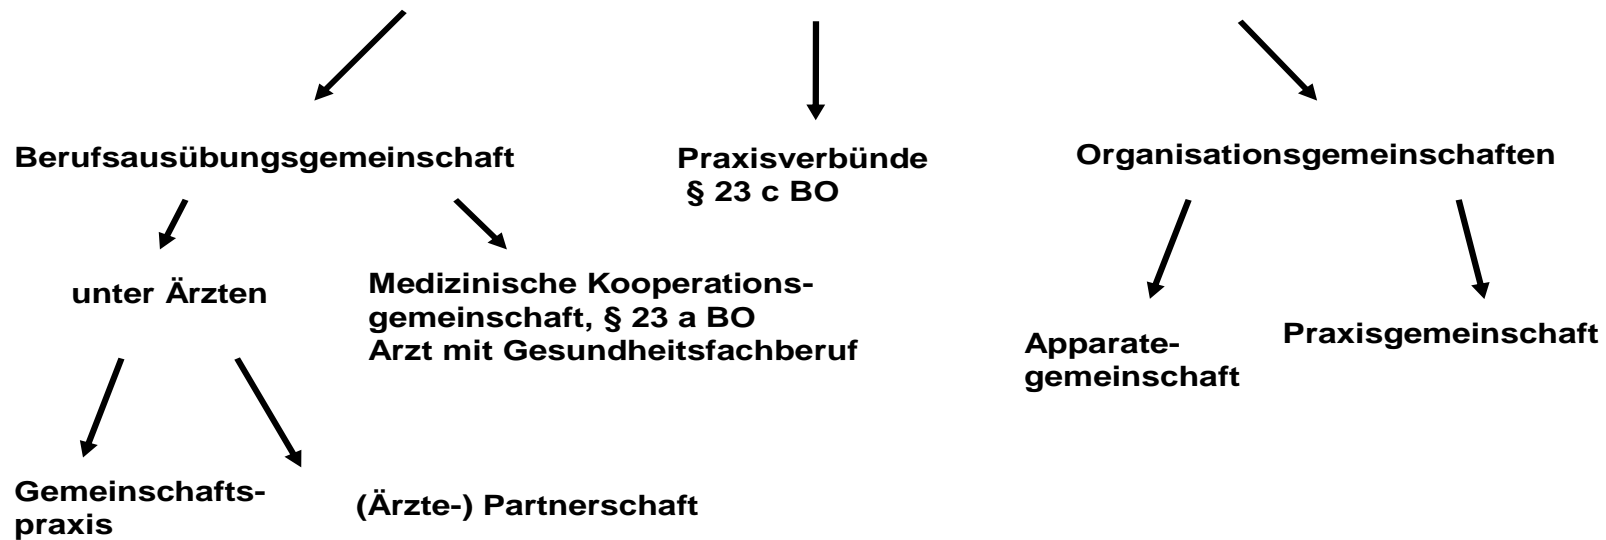 Berufsausübungsgemeinschaft
Praxisverbünde
§ 23 c BO
Organisationsgemeinschaften
unter Ärzten
Medizinische Kooperations-
gemeinschaft, § 23 a BO
Arzt mit Gesundheitsfachberuf
Apparate-
gemeinschaft
Praxisgemeinschaft
Gemeinschafts-
praxis
(Ärzte-) Partnerschaft